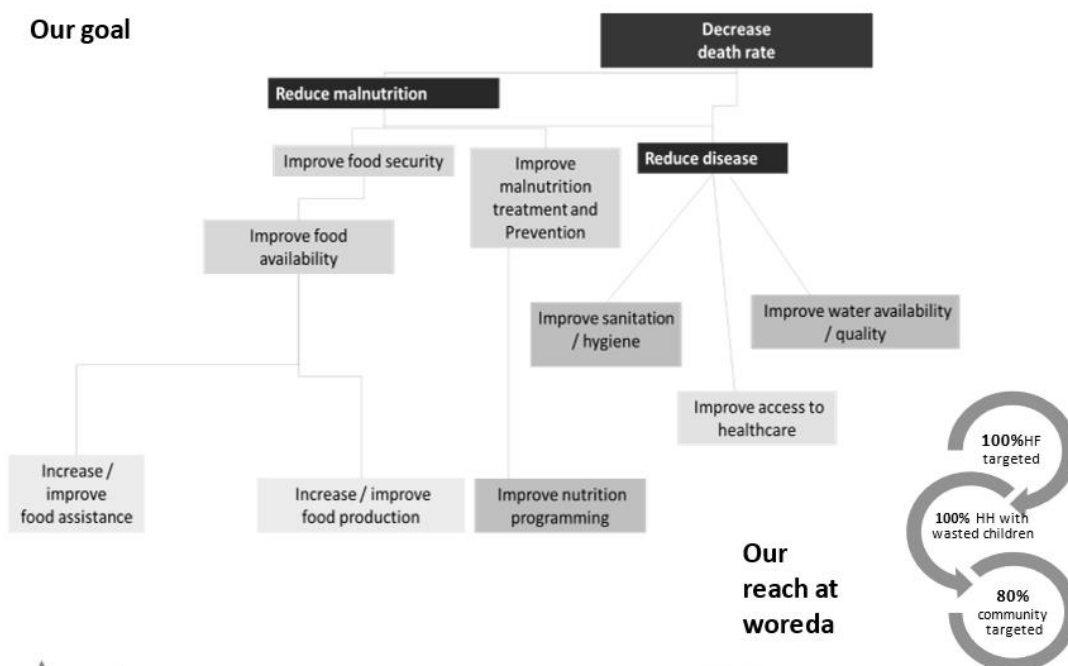 Our goal
Decrease
death rate
Reduce malnutrition
Improve food security
Improve
malnutrition
treatment and
Prevention
Reduce disease
Improve food
availability
Improve sanitation
/ hygiene
Improve water availability
/ quality
Improve access to
healthcare
Increase /
improve
food assistance
Increase / improve
food production
Improve nutrition
programming
Our
reach at
woreda
100%HF
targeted
100% HH with
wasted children
80%
community
targeted